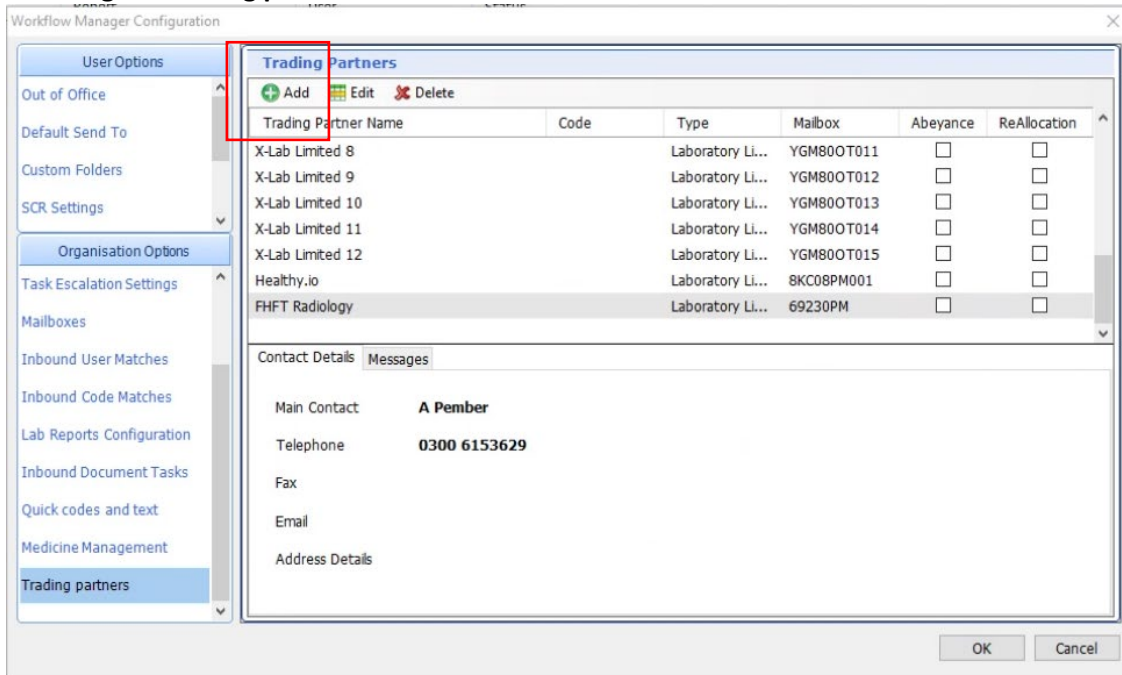 Workflow Manager Configuration
User Options
Out of Office
Default Send To
Custom Folders
SCR Settings
Organisation Options
Task Escalation Settings
Mailboxes
Inbound User Matches
Inbound Code Matches
Lab Reports Configuration
Inbound Document Tasks
Quick codes and text
Medicine Management
Trading partners
Trading Partners
Add Edit Delete
Trading Partner Name Code Type Mailbox Abeyance ReAllocation
X-Lab Limited 8 Laboratory Li... YGM80OT011
X-Lab Limited 9 Laboratory Li... YGM80OT012
X-Lab Limited 10 Laboratory Li... YGM80OT013
X-Lab Limited 11 Laboratory Li... YGM80OT014
X-Lab Limited 12 Laboratory Li... YGM80OT015
Healthy.io Laboratory Li... 8KC08PM001
FHFT Radiology Laboratory Li... 69230PM
Contact Details Messages
Main Contact A Pember
Telephone 0300 6153629
Fax
Email
Address Details
OK Cancel